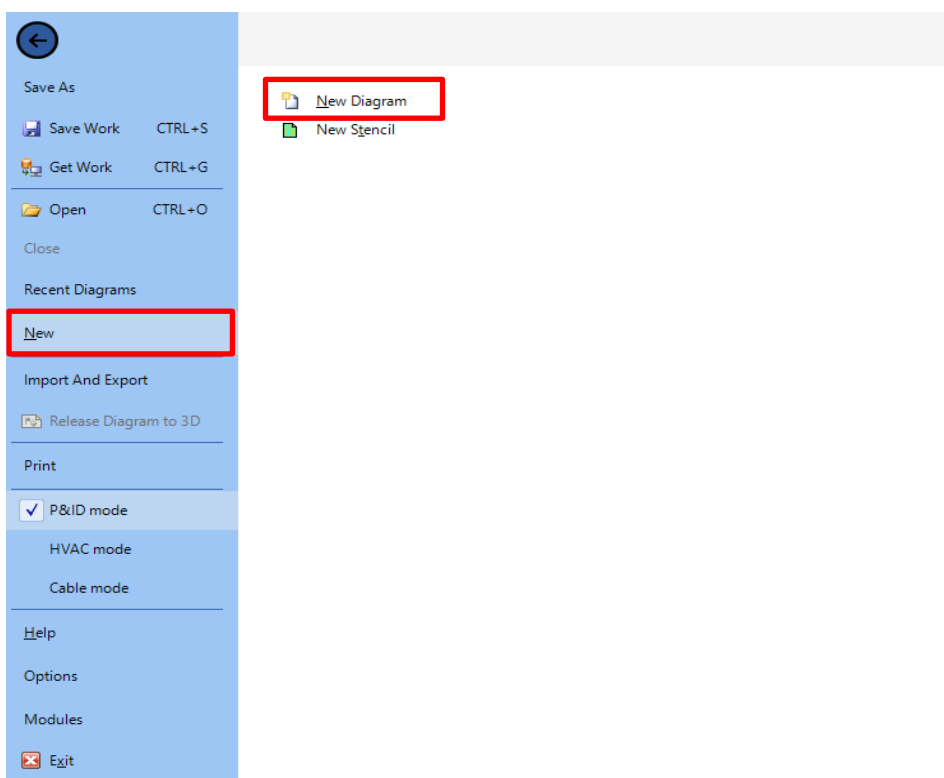 Save As
Save Work CTRL+S
Get Work CTRL+G
Open CTRL+O
Close
Recent Diagrams
New
Import And Export
Release Diagram to 3D
Print
P&ID mode
HVAC mode
Cable mode
Help
Options
Modules
Exit
New Diagram
New Stencil